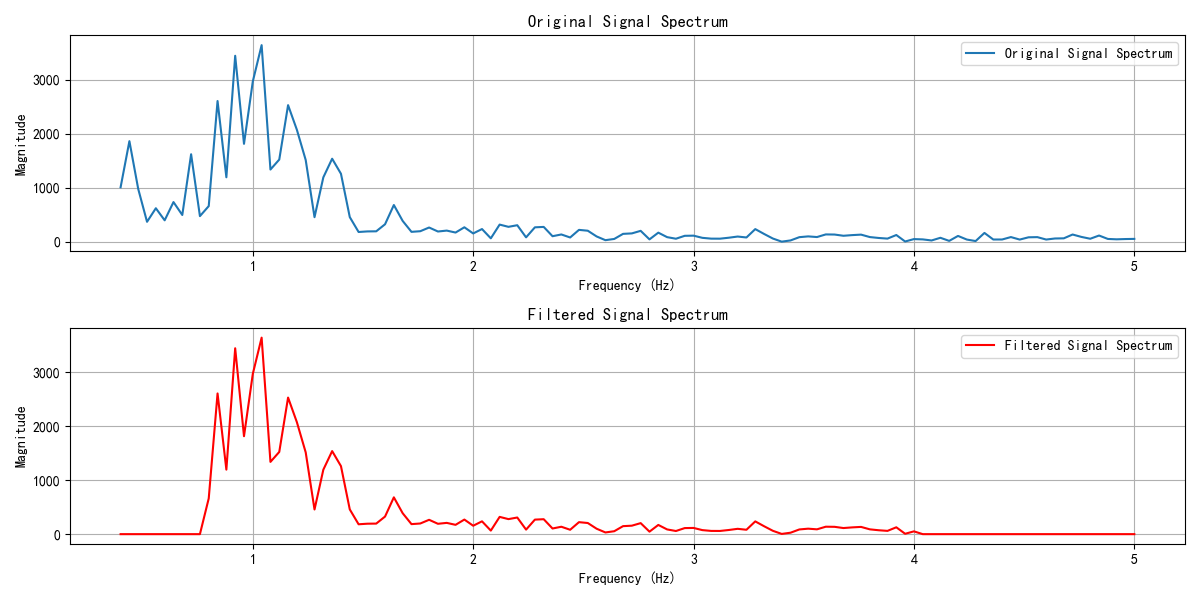 Original Signal Spectrum
Original Signal Spectrum
Magnitude
3000
2000
1000
0
1 2 3 4 5
Frequency (Hz)
Filtered Signal Spectrum
Filtered Signal Spectrum
Magnitude
3000
2000
1000
0
1 2 3 4 5
Frequency (Hz)